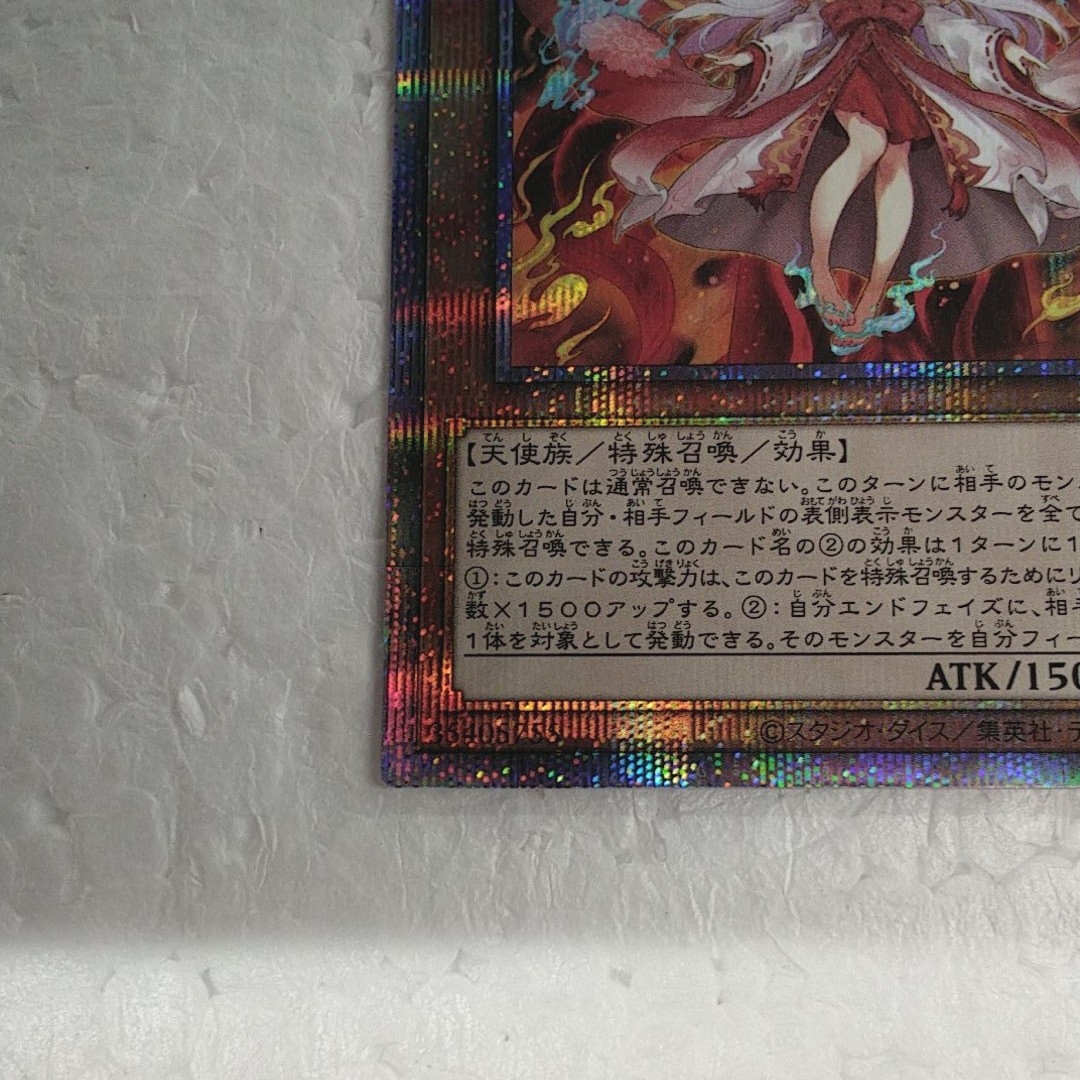 【天使族／特殊召喚／効果】
このカードは通常召喚できない。このターンに相手のモン
発動した自分・相手フィールドの表側表示モンスターを全て
特殊召喚できる。このカード名の②の効果は1ターンに1
①：このカードの攻撃力は、このカードを特殊召喚するためにリ
数×1500アップする。②：自分エンドフェイズに、相手
1体を対象として発動できる。そのモンスターを自分フィー
ATK/150
©スタジオ・ダイス／集英社・テ